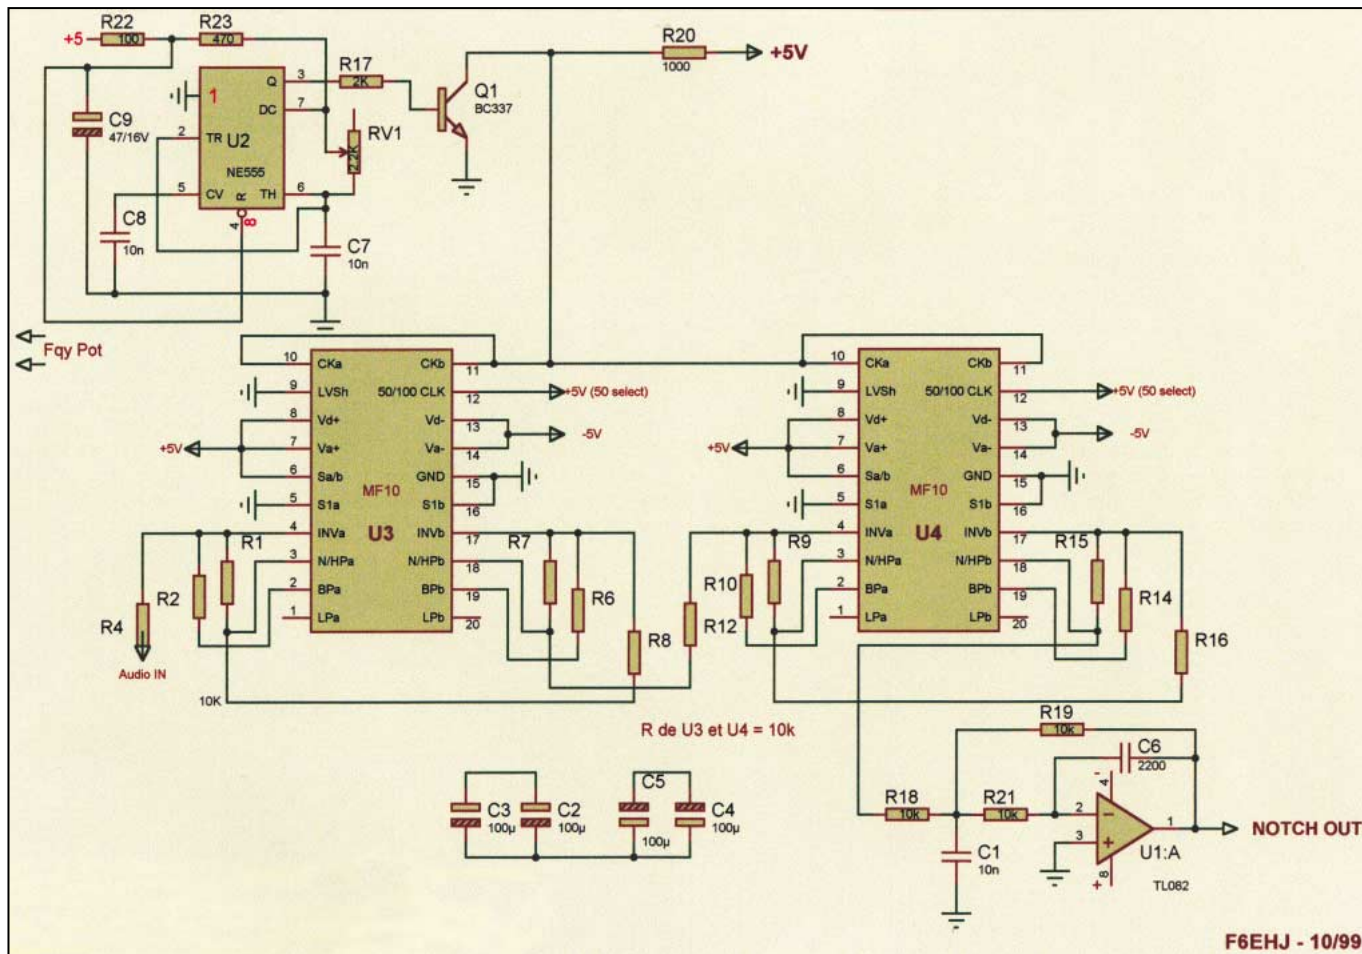 R22
R23
+5
100
470
R20
+5V
1000
R17
2K
Q1
BC337
3
Q
7
DC
1
2
TR
U2
NE555
5
CV
R
TH
6
4
8
C9
47/16V
RV1
2.2K
C8
10n
C7
10n
Fqy Pot
10
CKa
CKb
11
9
LVSh
50/100 CLK
12
+5V (50 select)
8
Vd+
Vd-
13
+5V
7
Va+
Va-
14
-5V
6
Sa/b
GND
15
5
S1a
MF10
S1b
16
4
INVa
U3
INVb
17
3
N/HPa
N/HPb
18
2
BPa
BPb
19
1
LPa
LPb
20
R1
R2
R4
Audio IN
10K
R7
R6
R8
10
CKa
CKb
11
9
LVSh
50/100 CLK
12
+5V (50 select)
8
Vd+
Vd-
13
+5V
7
Va+
Va-
14
-5V
6
Sa/b
GND
15
5
S1a
MF10
S1b
16
4
INVa
U4
INVb
17
3
N/HPa
N/HPb
18
2
BPa
BPb
19
1
LPa
LPb
20
R9
R10
R12
R15
R14
R16
R de U3 et U4 = 10k
R19
10k
C6
2200
R18
10k
R21
10k
C1
10n
2
-
4
-
3
+
8
+
1
U1:A
TL082
NOTCH OUT
C3
100µ
C2
100µ
C5
100µ
C4
100µ
F6EHJ - 10/99